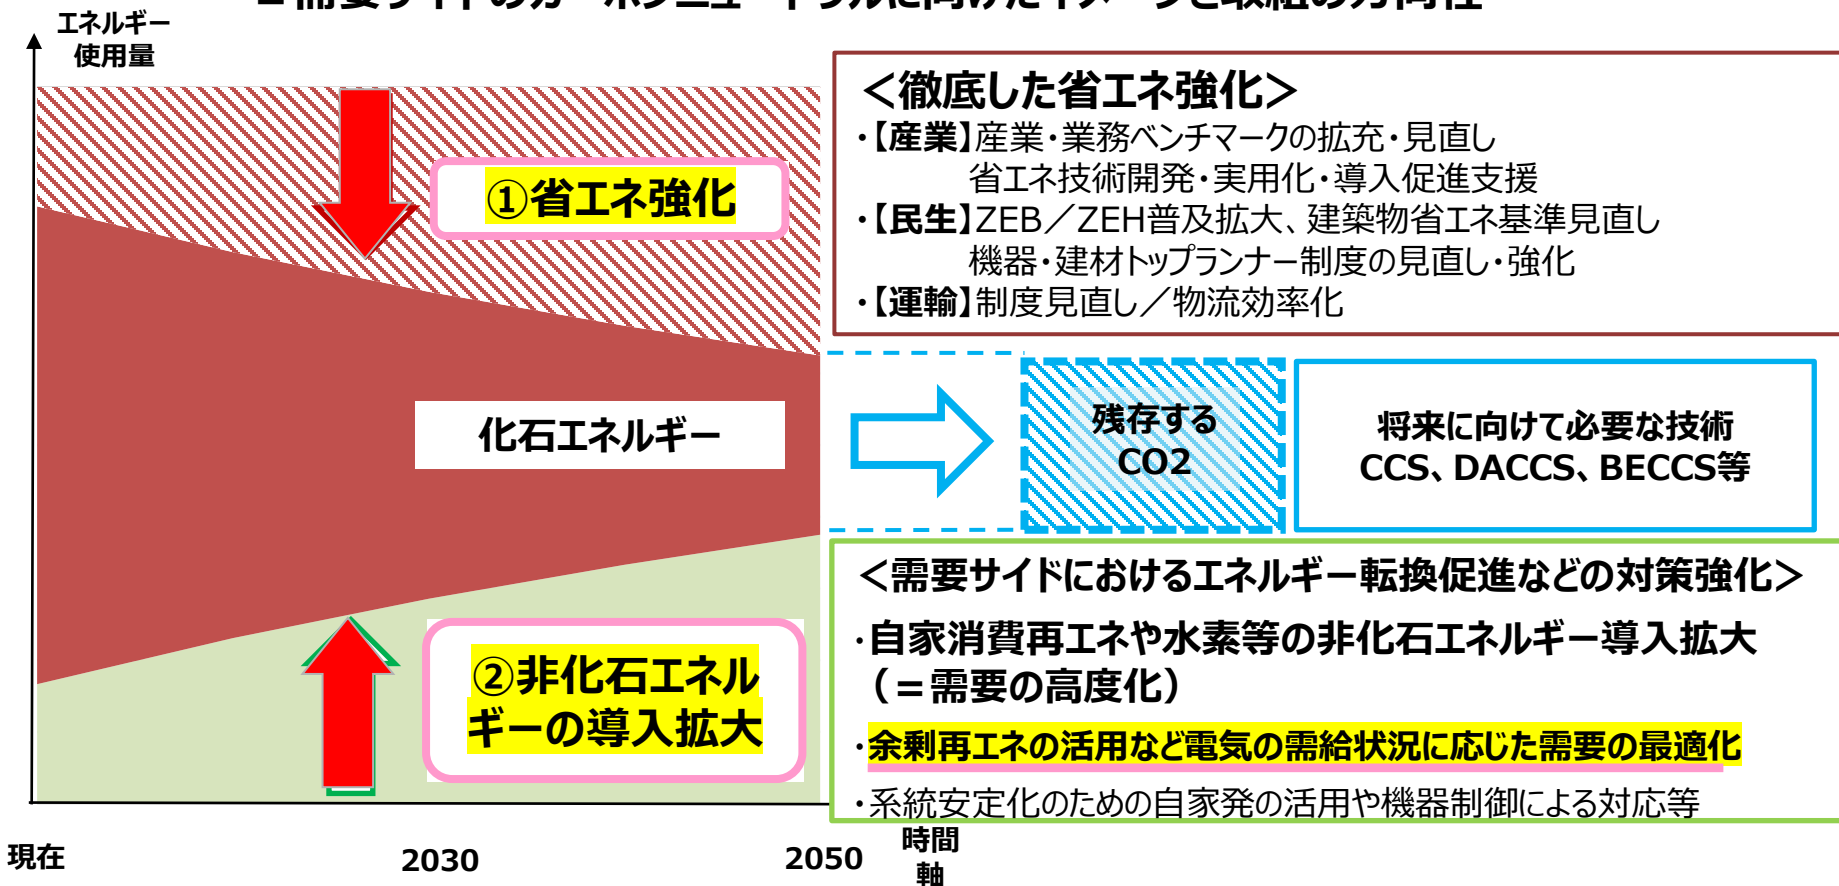 エネルギー
使用量
<徹底した省エネ強化>
・【産業】産業・業務ベンチマークの拡充・見直し
省エネ技術開発・実用化・導入促進支援
・【民生】ZEB／ZEH普及拡大、建築物省エネ基準見直し
機器・建材トップランナー制度の見直し・強化
・【運輸】制度見直し／物流効率化
①省エネ強化
化石エネルギー
残存する
CO2
将来に向けて必要な技術
CCS、DACCS、BECCS等
②非化石エネル
ギーの導入拡大
<需要サイドにおけるエネルギー転換促進などの対策強化>
・自家消費再エネや水素等の非化石エネルギー導入拡大
（＝需要の高度化）
・余剰再エネの活用など電気の需給状況に応じた需要の最適化
・系統安定化のための自家発の活用や機器制御による対応等
現在
2030
2050
時間
軸